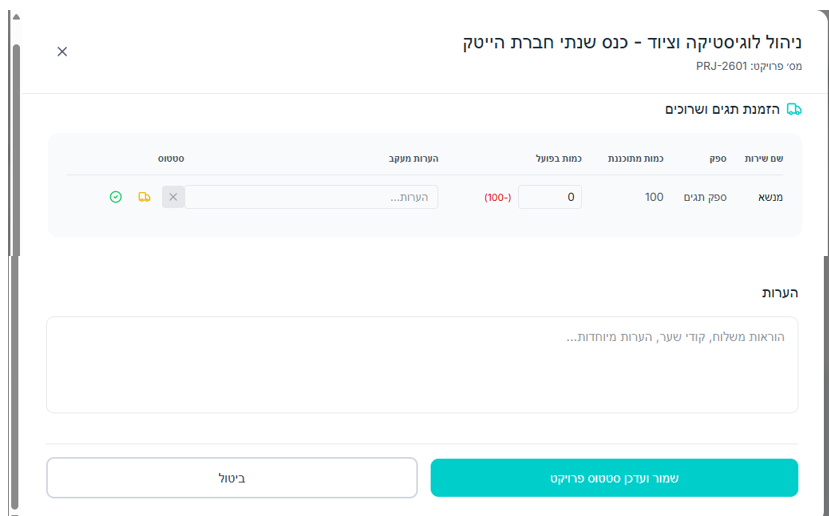 ניהול לוגיסטיקה וציוד - כנס שנתי חברת הייטק
מס׳ פרויקט: PRJ-2601
הזמנת תגים ושרוכים
שם שירות ספק כמות מתוכננת כמות בפועל הערות מעקב סטטוס
מנשא ספק תגים 100 0 (-100) הערות...
הערות
הוראות משלוח, קודי שער, הערות מיוחדות...
שמור ועדכן סטטוס פרויקט ביטול